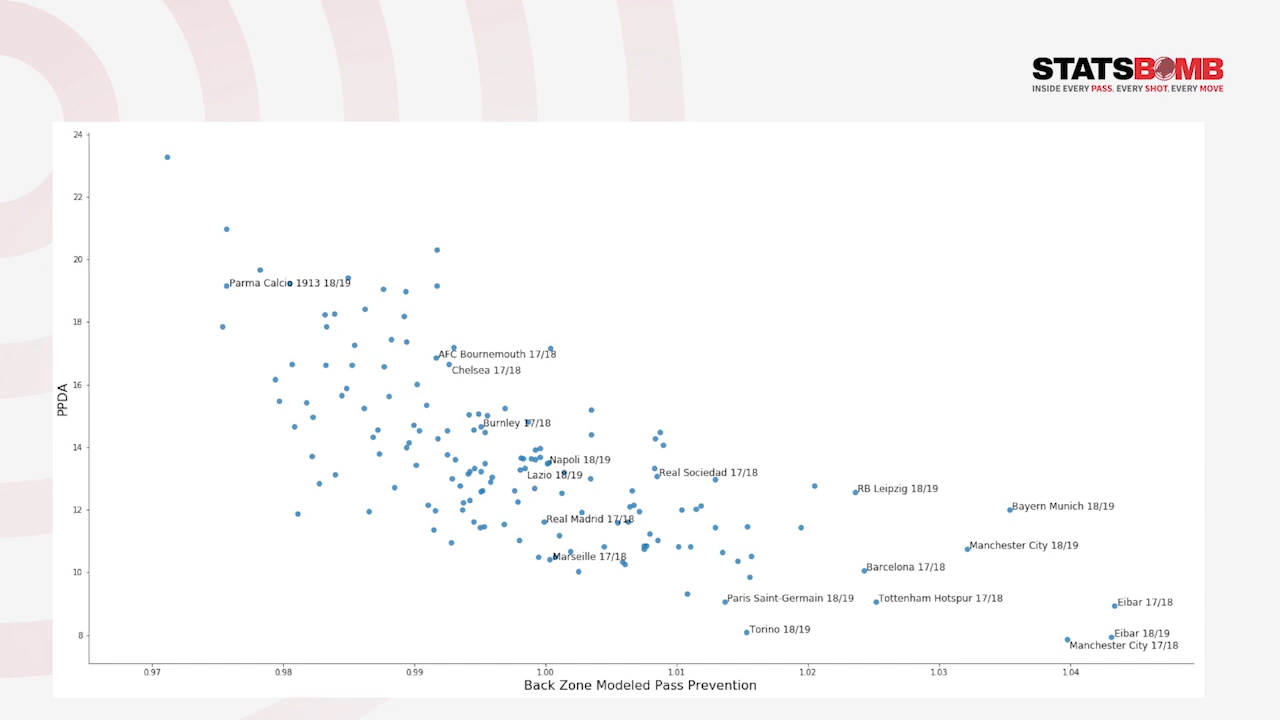 STATSBOMB
INSIDE EVERY PASS. EVERY SHOT. EVERY MOVE
24
22
20
18
16
14
12
10
8
PPDA
Parma Calcio 1913 18/19
AFC Bournemouth 17/18
Chelsea 17/18
Burnley 17/18
Napoli 18/19
Lazio 18/19
Real Sociedad 17/18
RB Leipzig 18/19
Bayern Munich 18/19
Real Madrid 17/18
Manchester City 18/19
Marseille 17/18
Barcelona 17/18
Paris Saint-Germain 18/19
Tottenham Hotspur 17/18
Eibar 17/18
Torino 18/19
Eibar 18/19
Manchester City 17/18
0.97 0.98 0.99 1.00 1.01 1.02 1.03 1.04
Back Zone Modeled Pass Prevention